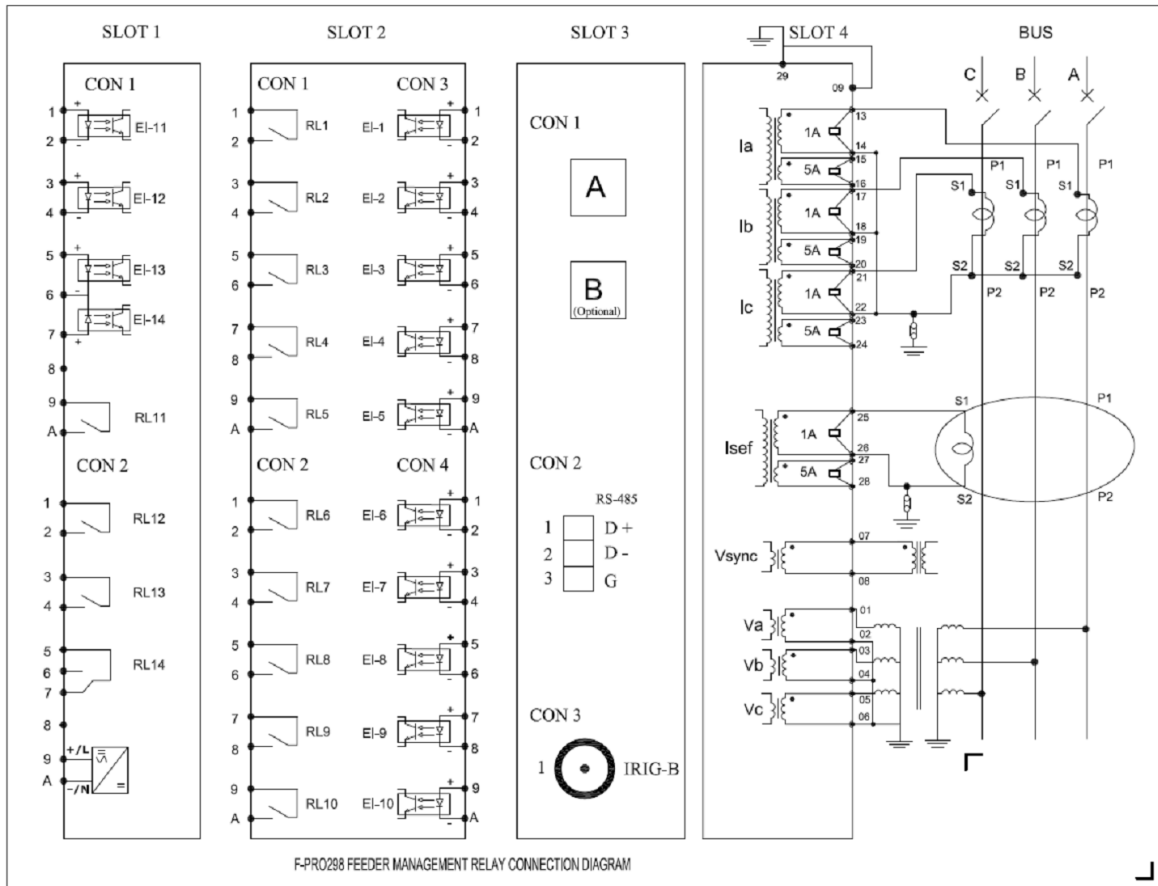 SLOT 1
SLOT 2
SLOT 3
SLOT 4
BUS
CON 1
1
+
EI-11
2
-
3
+
EI-12
4
-
5
+
EI-13
6
-
EI-14
7
+
8
9
RL11
A
CON 2
1
RL12
2
3
RL13
4
5
6
RL14
7
8
9
+/L
A
-/N
CON 1
CON 3
1
RL1
EI-1
+
1
2
-
2
3
RL2
EI-2
+
3
4
-
4
5
RL3
EI-3
+
5
6
-
6
7
RL4
EI-4
+
7
8
-
8
9
RL5
EI-5
+
9
A
-
A
CON 2
CON 4
1
RL6
EI-6
+
1
2
-
2
3
RL7
EI-7
+
3
4
-
4
5
RL8
EI-8
+
5
6
-
6
7
RL9
EI-9
+
7
8
-
8
9
RL10
EI-10
+
9
A
-
A
CON 1
A
B
(Optional)
CON 2
RS-485
1 D +
2 D -
3 G
CON 3
1 IRIG-B
29
09
C B A
Ia
1A
13
14
5A
15
16
Ib
1A
17
18
5A
19
20
Ic
1A
21
22
5A
23
24
P1 P1 P1
S1 S1 S1
S2 S2 S2
P2 P2 P2
Isef
1A
25
26
5A
27
28
S1
P1
S2
P2
Vsync
07
08
Va
01
02
Vb
03
04
Vc
05
06
F-PRO298 FEEDER MANAGEMENT RELAY CONNECTION DIAGRAM